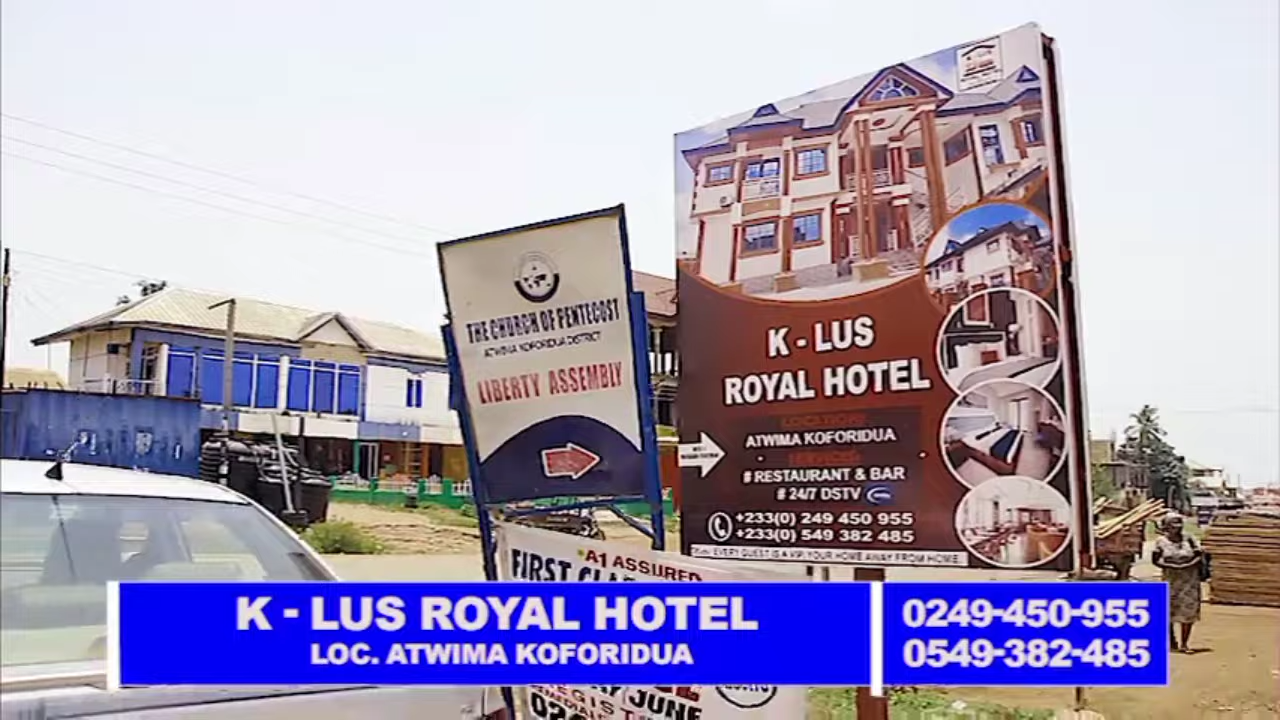 THE CHURCH OF PENTECOST
ATWIMA KOFORIDUA DISTRICT
LIBERTY ASSEMBLY
K - LUS
ROYAL HOTEL
LOCATION:
ATWIMA KOFORIDUA
SERVICES:
# RESTAURANT & BAR
# 24/7 DSTV
+233(0) 249 450 955
+233(0) 549 382 485
EVERY GUEST IS A VIP, YOUR HOME AWAY FROM HOME.
A1 ASSURED
FIRST
JUNE
K - LUS ROYAL HOTEL
LOC. ATWIMA KOFORIDUA
0249-450-955
0549-382-485